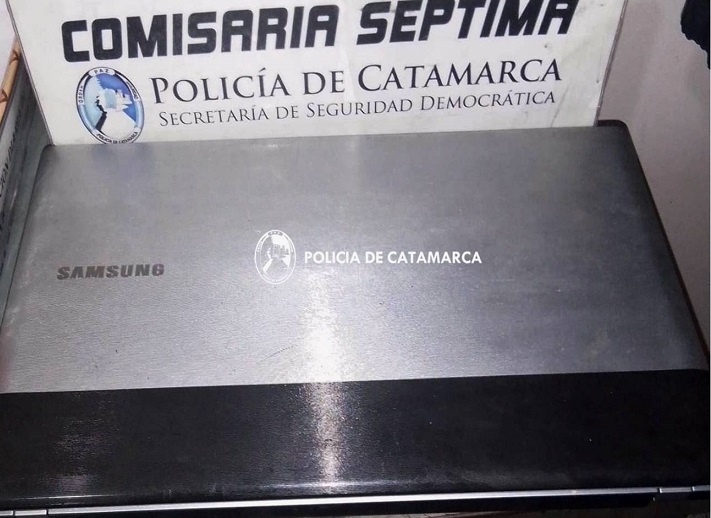 COMISARIA SEPTIMA
POLICÍA DE CATAMARCA
SECRETARÍA DE SEGURIDAD DEMOCRÁTICA
SAMSUNG
POLICIA DE CATAMARCA